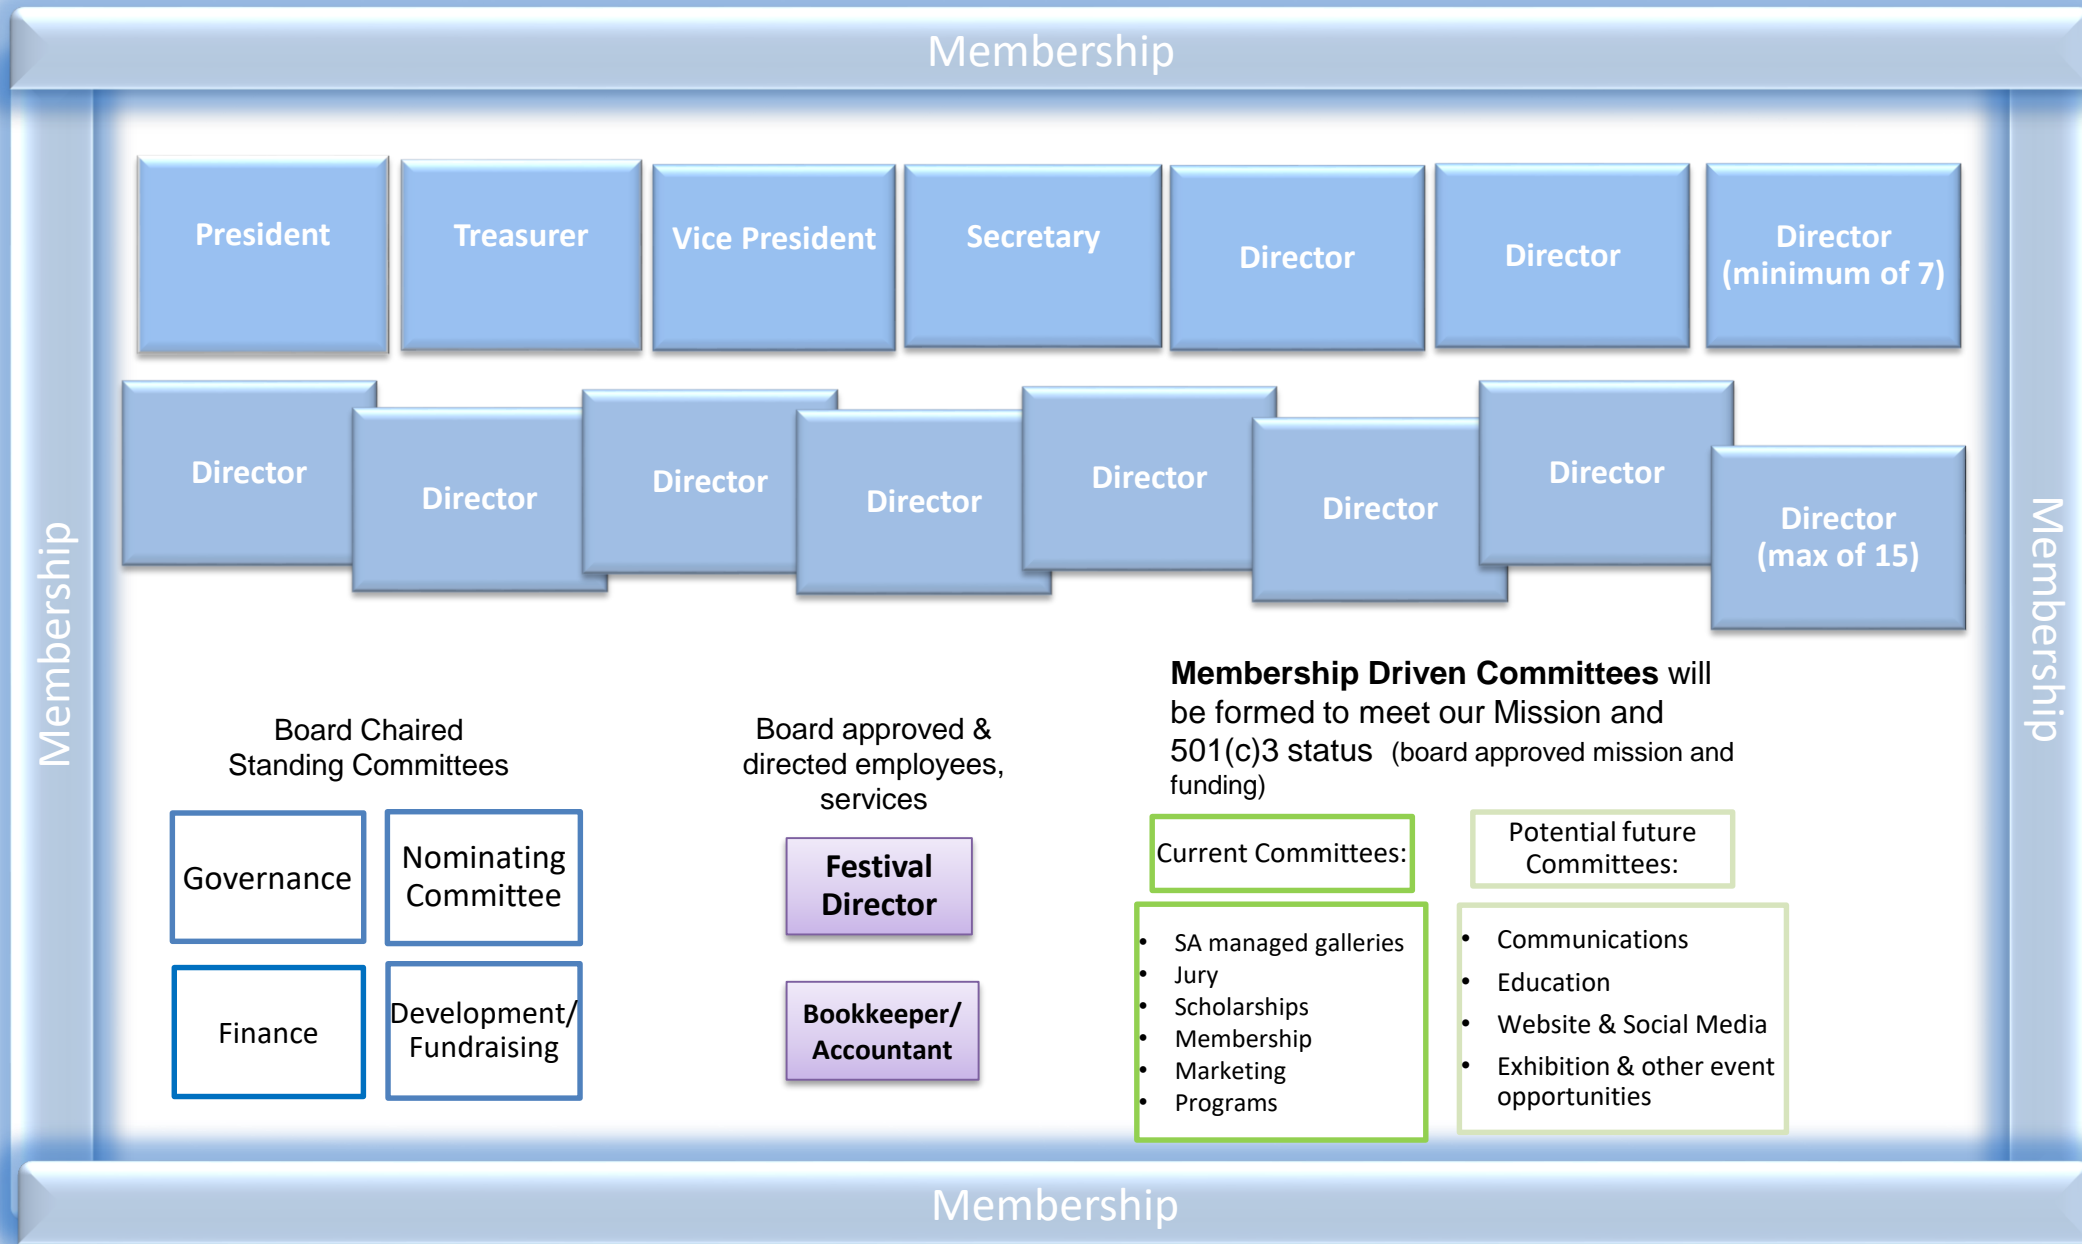 Membership
President
Treasurer
Vice President
Secretary
Director
Director
Director
(minimum of 7)
Director
Director
Director
Director
Director
Director
Director
Director
(max of 15)
Membership
Membership
Board Chaired
Standing Committees
Governance
Nominating
Committee
Finance
Development/
Fundraising
Board approved &
directed employees,
services
Festival
Director
Bookkeeper/
Accountant
Membership Driven Committees will
be formed to meet our Mission and
501(c)3 status (board approved mission and
funding)
Current Committees:
• SA managed galleries
• Jury
• Scholarships
• Membership
• Marketing
• Programs
Potential future
Committees:
• Communications
• Education
• Website & Social Media
• Exhibition & other event
opportunities
Membership